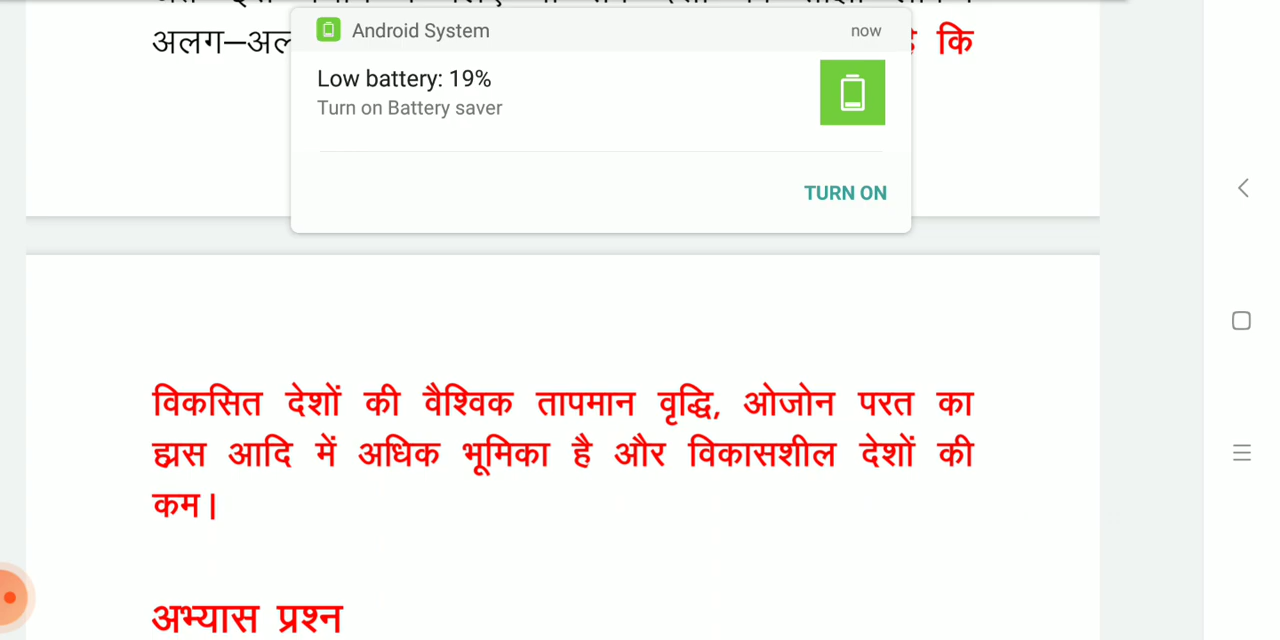 Android System now
Low battery: 19%
Turn on Battery saver
TURN ON
अलग–अल कि
विकसित देशों की वैश्विक तापमान वृद्धि, ओजोन परत का
ह्रास आदि में अधिक भूमिका है और विकासशील देशों की
कम।
अभ्यास प्रश्न